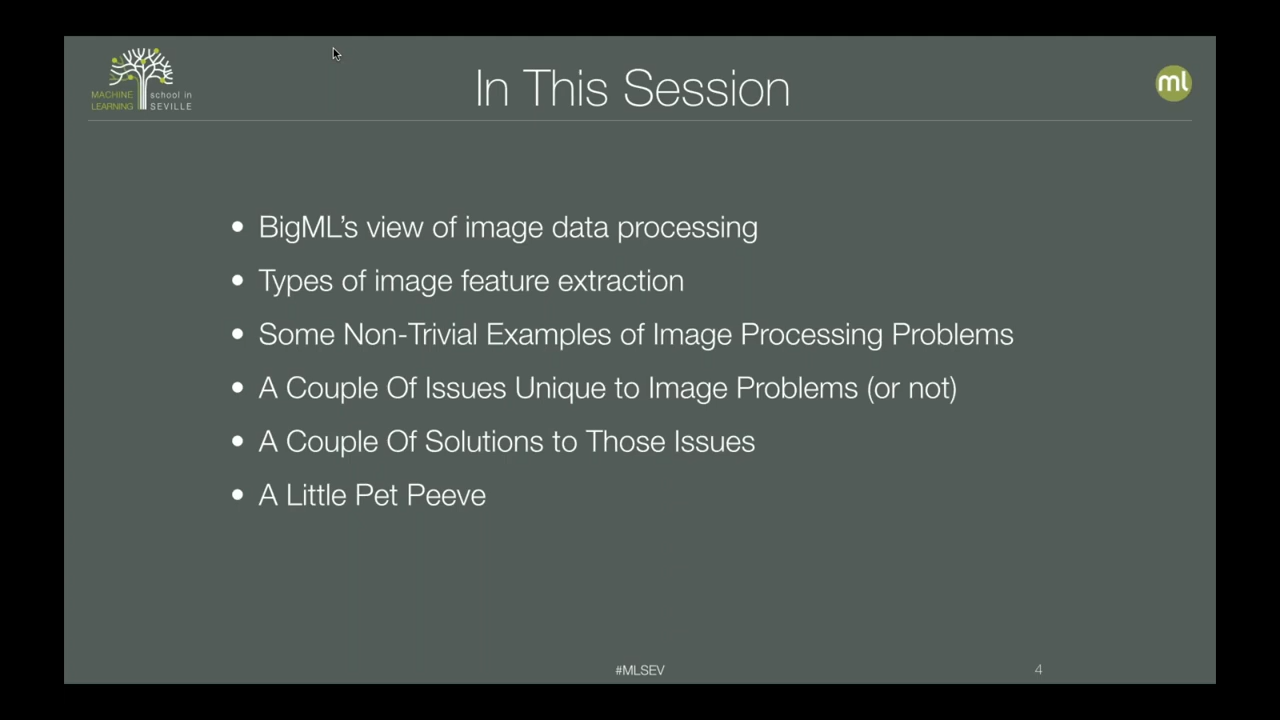 MACHINE school in
LEARNING SEVILLE
In This Session
ml
• BigML's view of image data processing
• Types of image feature extraction
• Some Non-Trivial Examples of Image Processing Problems
• A Couple Of Issues Unique to Image Problems (or not)
• A Couple Of Solutions to Those Issues
• A Little Pet Peeve
#MLSEV
4